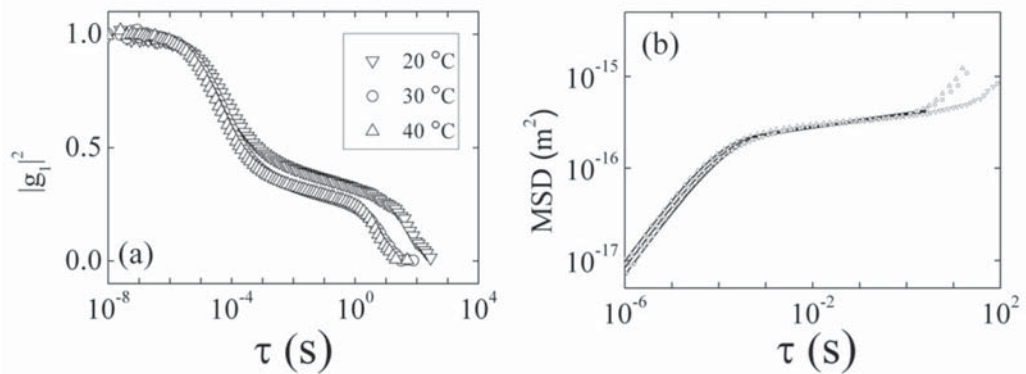 (a)
1.0
0.5
0.0
|g₁|²
▽ 20 °C
○ 30 °C
△ 40 °C
10⁻⁸ 10⁻⁴ 10⁰ 10⁴
τ (s)
(b)
10⁻¹⁵
10⁻¹⁶
10⁻¹⁷
MSD (m²)
10⁻⁶ 10⁻² 10²
τ (s)